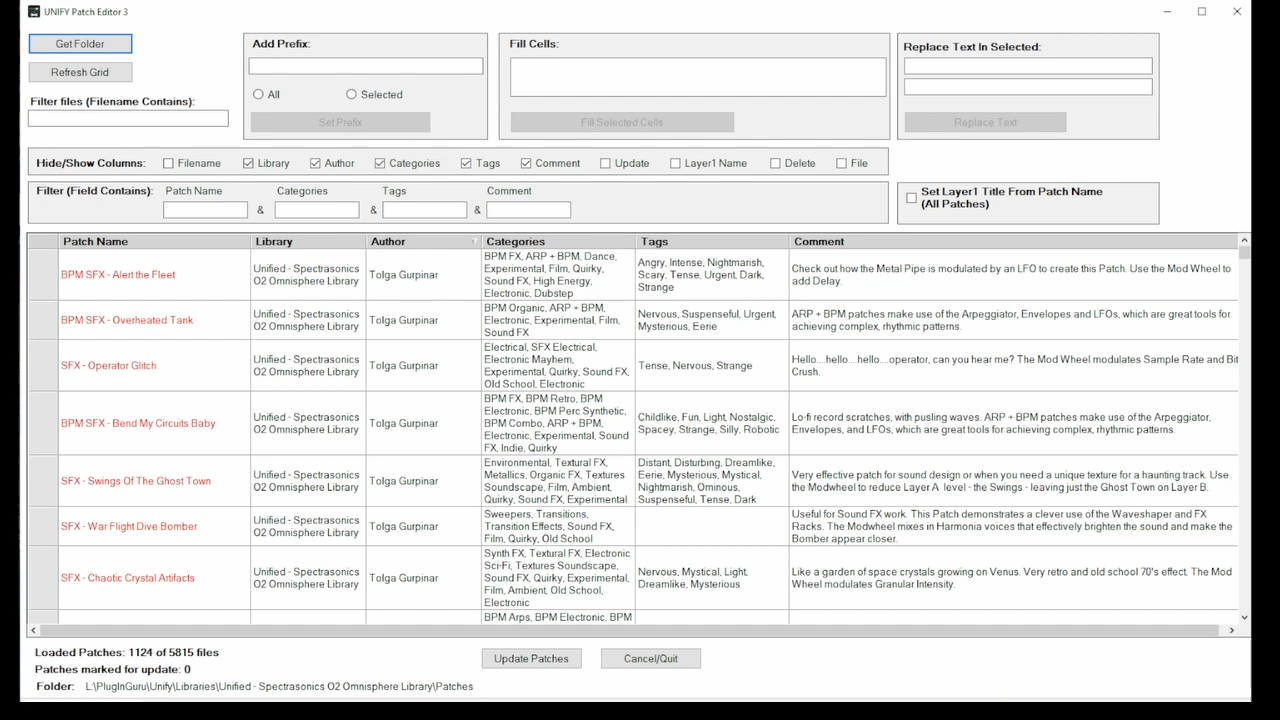 UNIFY Patch Editor 3
Get Folder
Refresh Grid
Filter files (Filename Contains):
Add Prefix:
All
Selected
Set Prefix
Fill Cells:
Fill Selected Cells
Replace Text In Selected:
Replace Text
Hide/Show Columns: Filename Library Author Categories Tags Comment Update Layer1 Name Delete File
Filter (Field Contains): Patch Name Categories Tags Comment
& & &
Set Layer1 Title From Patch Name
(All Patches)
Patch Name Library Author Categories Tags Comment
BPM SFX - Alert the Fleet
Unified - Spectrasonics
O2 Omnisphere Library
Tolga Gurpinar
BPM FX, ARP + BPM, Dance,
Experimental, Film, Quirky,
Sound FX, High Energy,
Electronic, Dubstep
Angry, Intense, Nightmarish,
Scary, Tense, Urgent, Dark,
Strange
Check out how the Metal Pipe is modulated by an LFO to create this Patch. Use the Mod Wheel to
add Delay.
BPM SFX - Overheated Tank
Unified - Spectrasonics
O2 Omnisphere Library
Tolga Gurpinar
BPM Organic, ARP + BPM,
Electronic, Experimental, Film,
Sound FX
Nervous, Suspenseful, Urgent,
Mysterious, Eerie
ARP + BPM patches make use of the Arpeggiator, Envelopes and LFOs, which are great tools for
achieving complex, rhythmic patterns.
SFX - Operator Glitch
Unified - Spectrasonics
O2 Omnisphere Library
Tolga Gurpinar
Electrical, SFX Electrical,
Electronic Mayhem,
Experimental, Quirky, Sound FX,
Old School, Electronic
Tense, Nervous, Strange
Hello....hello....hello....operator, can you hear me? The Mod Wheel modulates Sample Rate and Bit
Crush.
BPM SFX - Bend My Circuits Baby
Unified - Spectrasonics
O2 Omnisphere Library
Tolga Gurpinar
BPM FX, BPM Retro, BPM
Electronic, BPM Perc Synthetic,
BPM Combo, ARP + BPM,
Electronic, Experimental, Sound
FX, Indie, Quirky
Childlike, Fun, Light, Nostalgic,
Spacey, Strange, Silly, Robotic
Lo-fi record scratches, with pusling waves. ARP + BPM patches make use of the Arpeggiator,
Envelopes, and LFOs, which are great tools for achieving complex, rhythmic patterns.
SFX - Swings Of The Ghost Town
Unified - Spectrasonics
O2 Omnisphere Library
Tolga Gurpinar
Environmental, Textural FX,
Metallics, Organic FX, Textures
Soundscape, Film, Ambient,
Quirky, Sound FX, Experimental
Distant, Disturbing, Dreamlike,
Eerie, Mysterious, Mystical,
Nightmarish, Ominous,
Suspenseful, Tense, Dark
Very effective patch for sound design or when you need a unique texture for a haunting track. Use
the Modwheel to reduce Layer A level - the Swings - leaving just the Ghost Town on Layer B.
SFX - War Flight Dive Bomber
Unified - Spectrasonics
O2 Omnisphere Library
Tolga Gurpinar
Sweepers, Transitions,
Transition Effects, Sound FX,
Film, Quirky, Old School
Useful for Sound FX work. This Patch demonstrates a clever use of the Waveshaper and FX
Racks. The Modwheel mixes in Harmonia voices that effectively brighten the sound and make the
Bomber appear closer.
SFX - Chaotic Crystal Artifacts
Unified - Spectrasonics
O2 Omnisphere Library
Tolga Gurpinar
Synth FX, Textural FX, Electronic
Sci-Fi, Textures Soundscape,
Sound FX, Quirky, Experimental,
Film, Ambient, Old School,
Electronic
Nervous, Mystical, Light,
Dreamlike, Mysterious
Like a garden of space crystals growing on Venus. Very retro and old school 70's effect. The Mod
Wheel modulates Granular Intensity.
BPM Arps, BPM Electronic, BPM
Loaded Patches: 1124 of 5815 files
Patches marked for update: 0
Update Patches
Cancel/Quit
Folder: L:\PlugInGuru\Unify\Libraries\Unified - Spectrasonics O2 Omnisphere Library\Patches